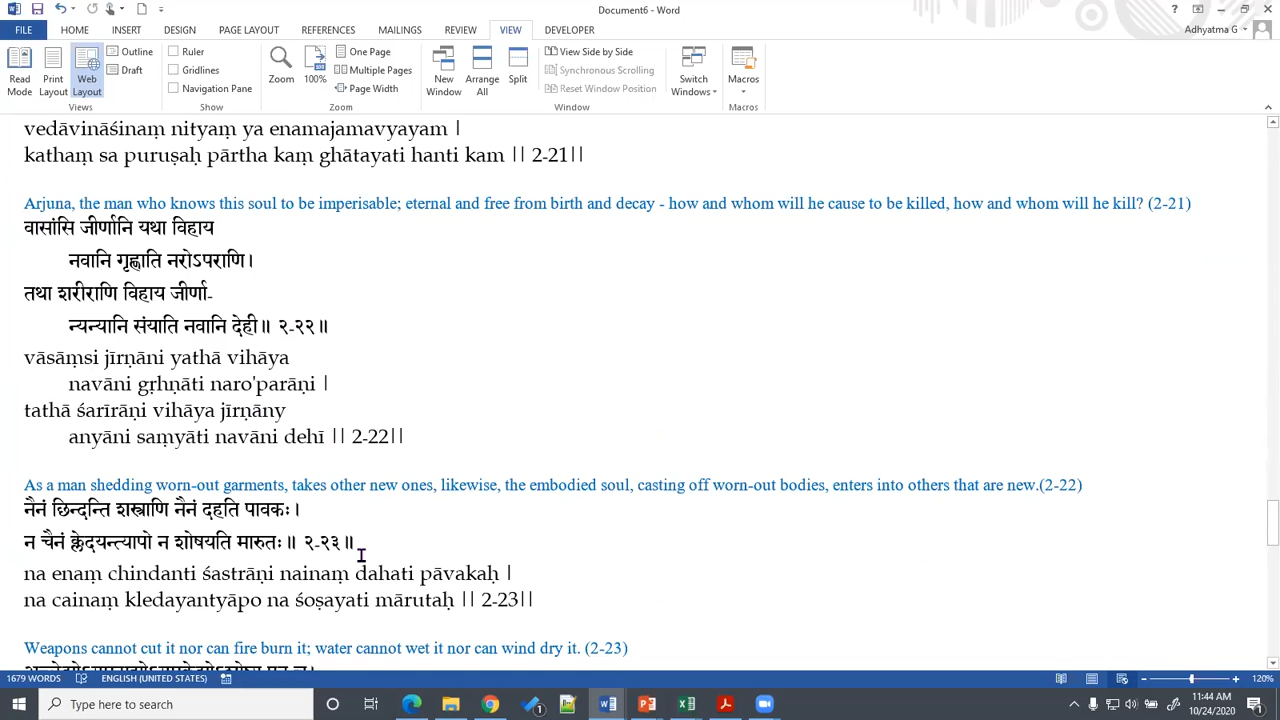 Document6 - Word
FILE HOME INSERT DESIGN PAGE LAYOUT REFERENCES MAILINGS REVIEW VIEW DEVELOPER
Adhyatma G
Read Mode
Print Layout
Web Layout
Outline
Draft
Views
Ruler
Gridlines
Navigation Pane
Show
Zoom
100%
One Page
Multiple Pages
Page Width
Zoom
New Window
Arrange All
Split
View Side by Side
Synchronous Scrolling
Reset Window Position
Switch Windows
Window
Macros
Macros
vedāvināśinaṃ nityaṃ ya enamajamavyayam |
kathaṃ sa puruṣaḥ pārtha kaṃ ghātayati hanti kam || 2-21||
Arjuna, the man who knows this soul to be imperisable; eternal and free from birth and decay - how and whom will he cause to be killed, how and whom will he kill? (2-21)
वासांसि जीर्णानि यथा विहाय
नवानि गृह्णाति नरोऽपराणि।
तथा शरीराणि विहाय जीर्णा-
न्यन्यानि संयाति नवानि देही॥ २-२२॥
vāsāṃsi jīrṇāni yathā vihāya
navāni gṛhṇāti naro'parāṇi |
tathā śarīrāṇi vihāya jīrṇāny
anyāni saṃyāti navāni dehī || 2-22||
As a man shedding worn-out garments, takes other new ones, likewise, the embodied soul, casting off worn-out bodies, enters into others that are new.(2-22)
नैनं छिन्दन्ति शस्त्राणि नैनं दहति पावकः।
न चैनं क्लेदयन्त्यापो न शोषयति मारुतः॥ २-२३॥
na enaṃ chindanti śastrāṇi nainaṃ dahati pāvakaḥ |
na cainaṃ kledayantyāpo na śoṣayati mārutaḥ || 2-23||
Weapons cannot cut it nor can fire burn it; water cannot wet it nor can wind dry it. (2-23)
1679 WORDS ENGLISH (UNITED STATES) 120%
Type here to search
11:44 AM
10/24/2020